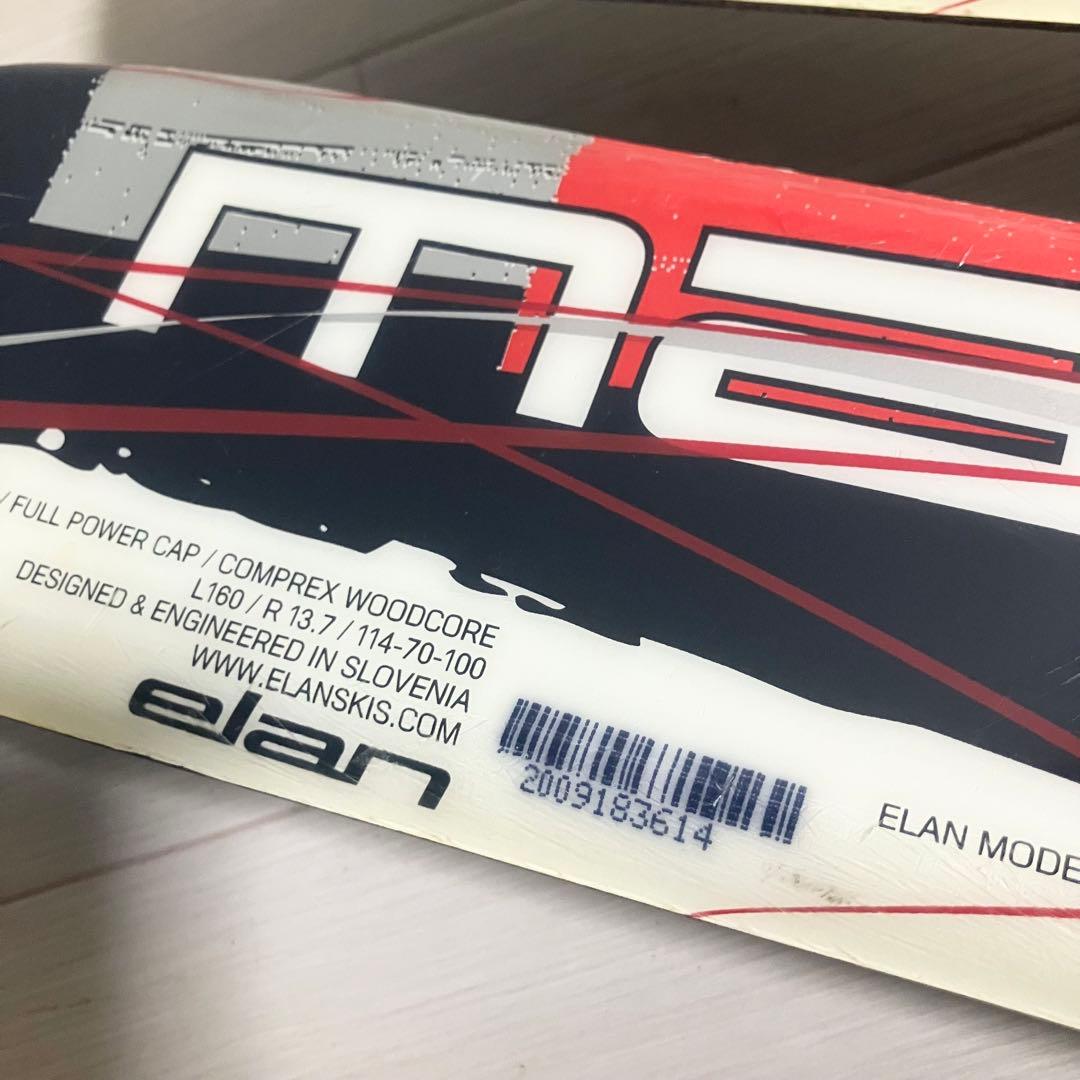 / FULL POWER CAP / COMPREX WOODCORE
L160 / R 13.7 / 114-70-100
DESIGNED & ENGINEERED IN SLOVENIA
WWW.ELANSKIS.COM
elan
2009183614
ELAN MODE